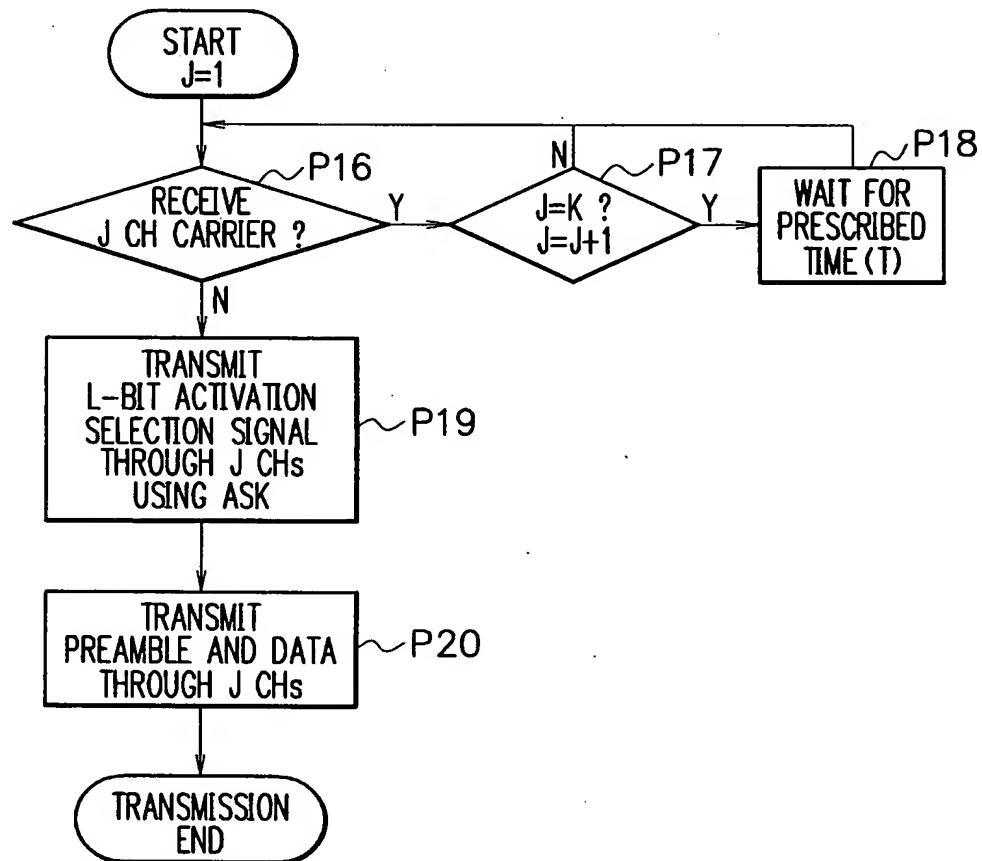 START
J=1
P16
RECEIVE
J CH CARRIER ?
Y
N
N
P17
J=K ?
J=J+1
Y
P18
WAIT FOR
PRESCRIBED
TIME(T)
TRANSMIT
L-BIT ACTIVATION
SELECTION SIGNAL
THROUGH J CHs
USING ASK
P19
TRANSMIT
PREAMBLE AND DATA
THROUGH J CHs
P20
TRANSMISSION
END